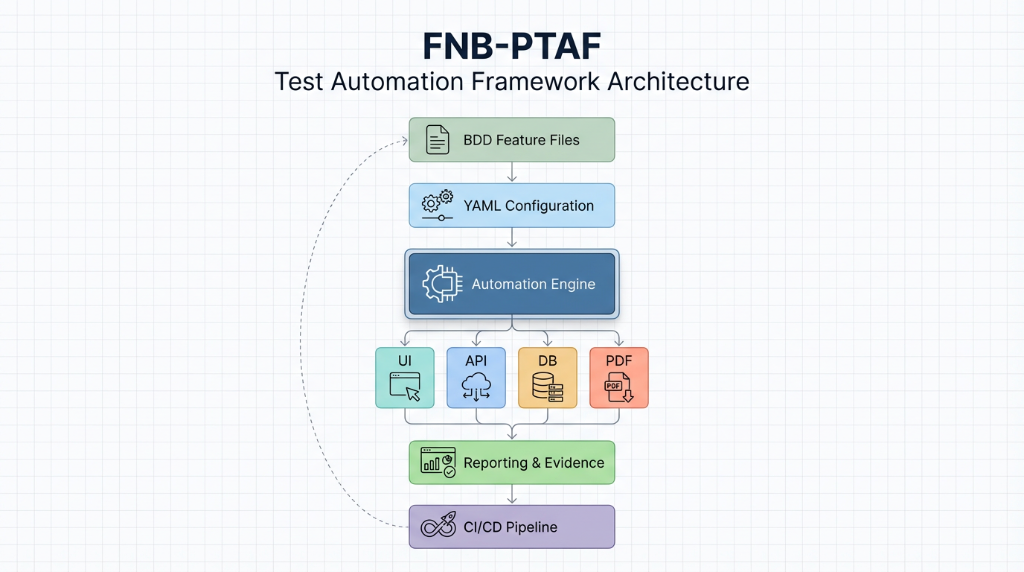 FNB-PTAF
Test Automation Framework Architecture
BDD Feature Files
YAML Configuration
Automation Engine
UI
API
DB
PDF
PDF
Reporting & Evidence
CI/CD Pipeline